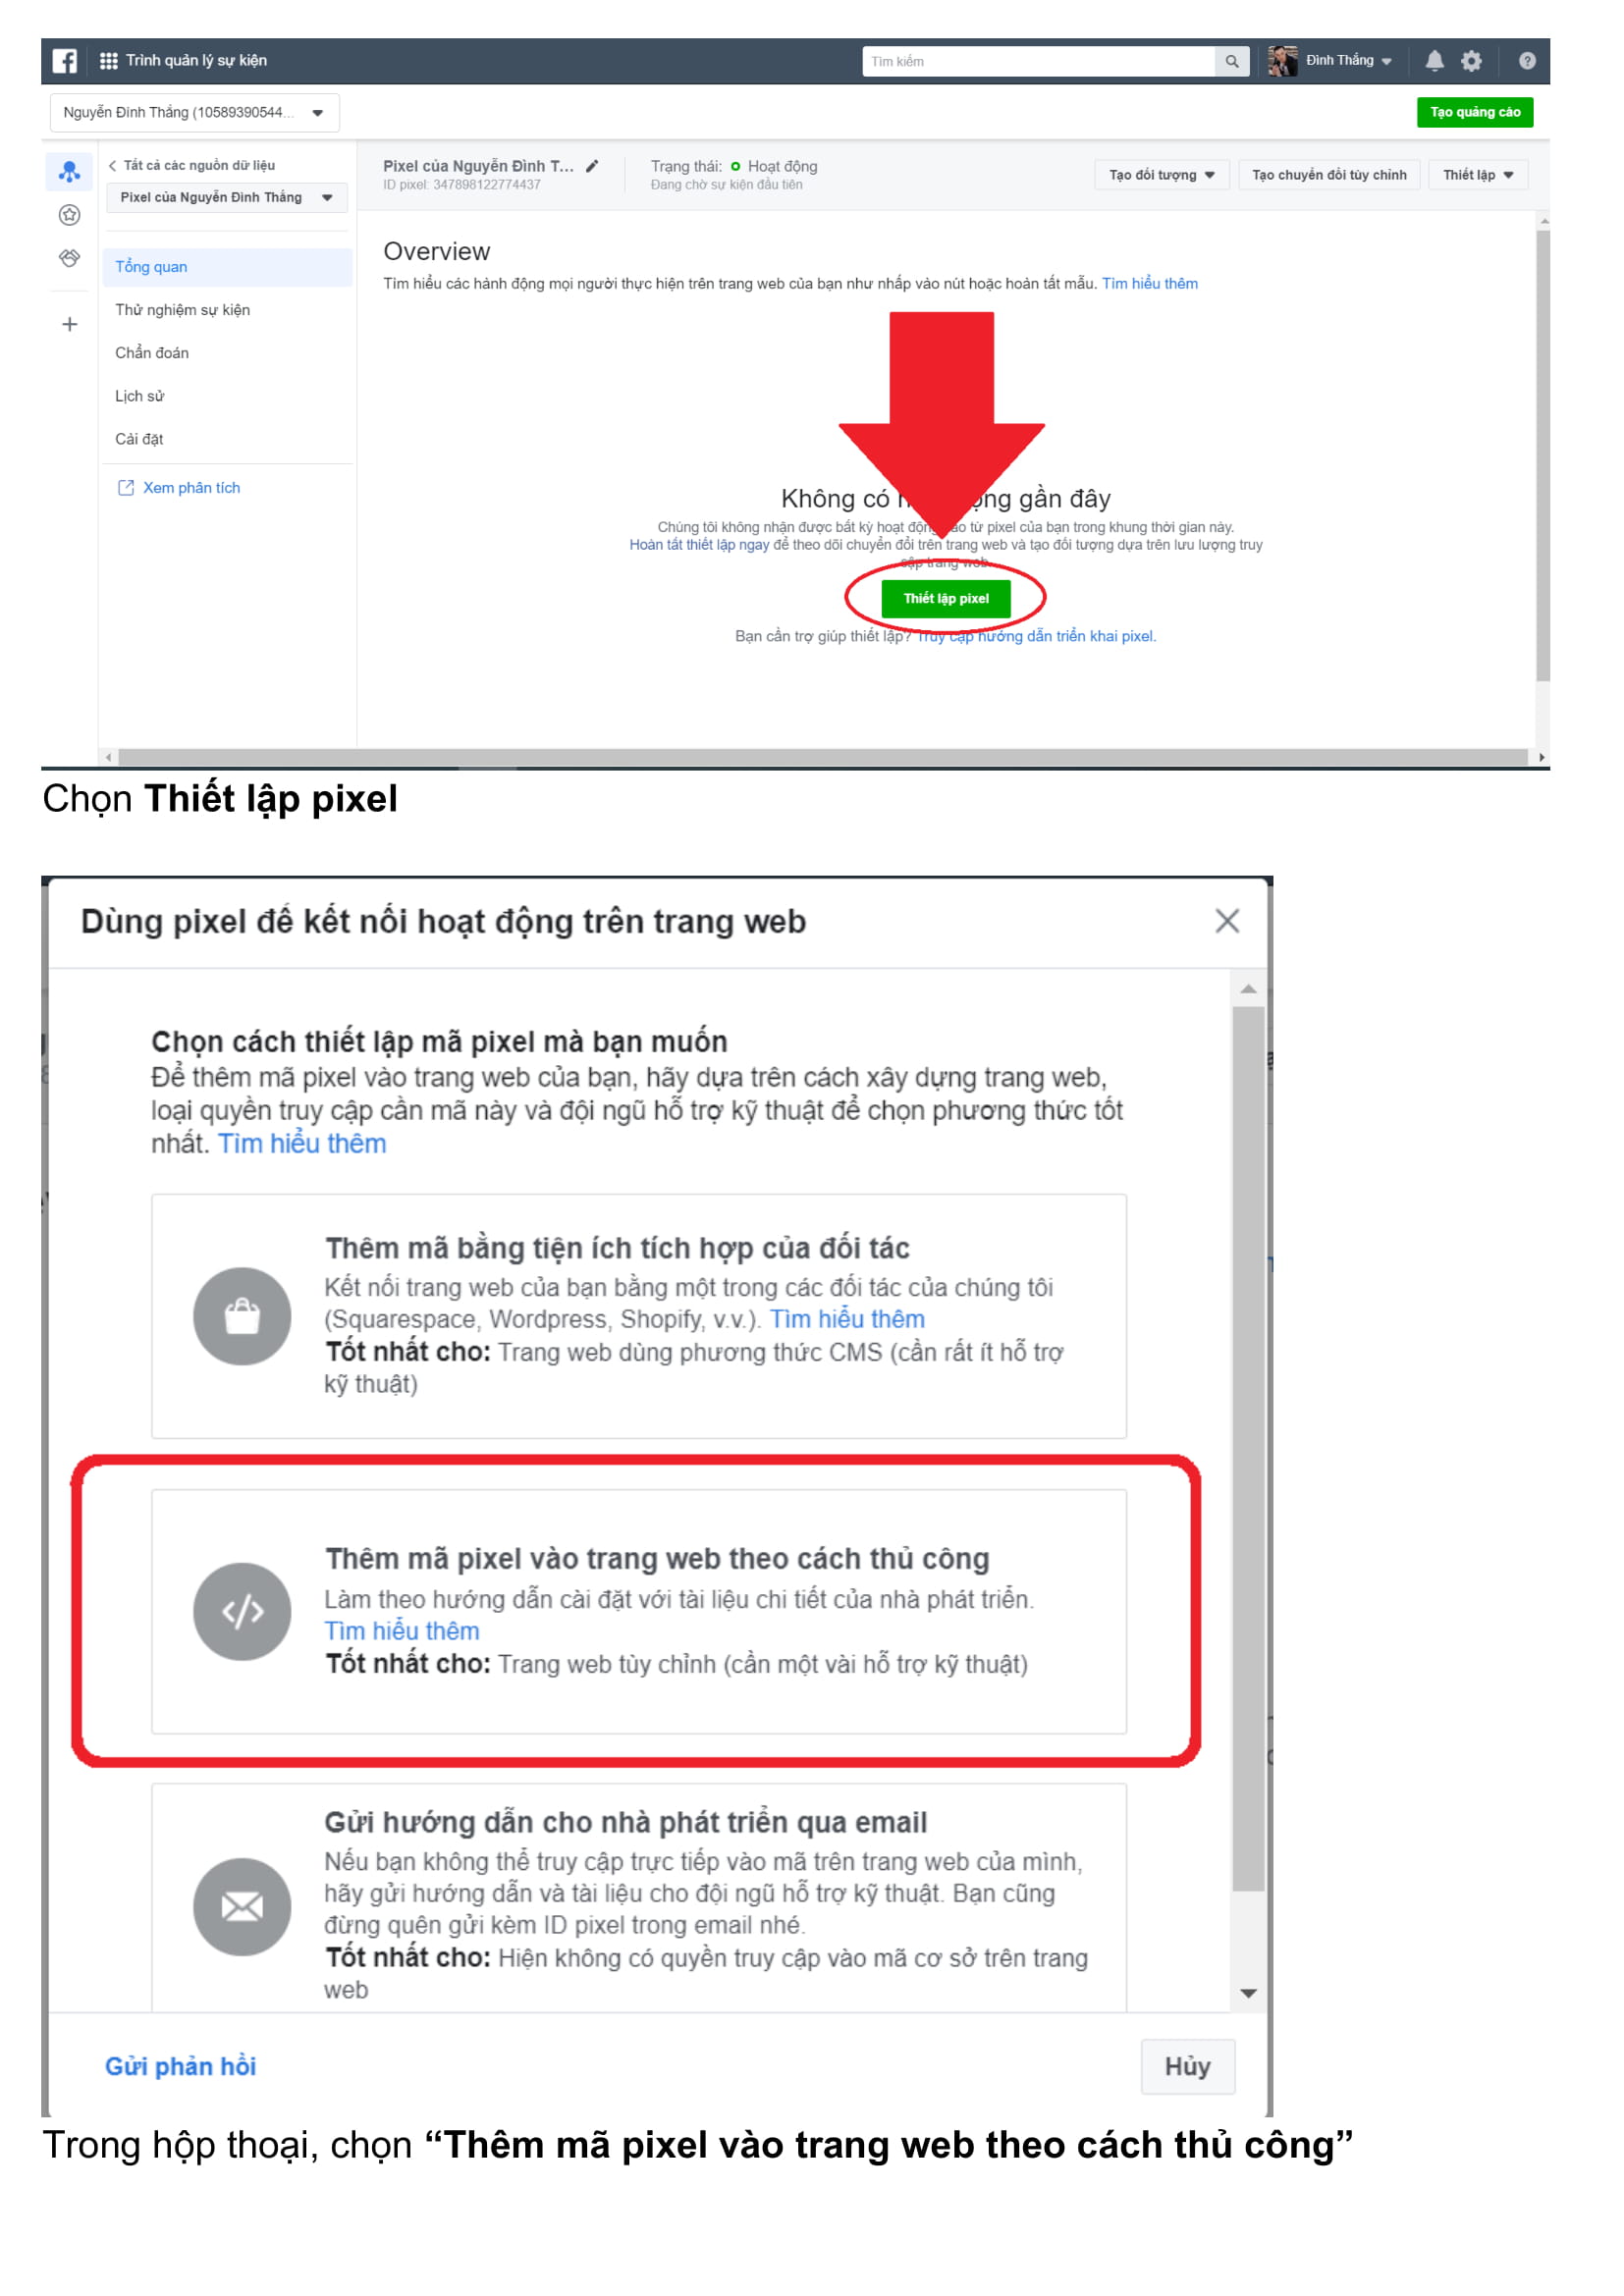 Trình quản lý sự kiện
Tìm kiếm
Đình Thắng
Nguyễn Đình Thắng (10589390544...
Tạo quảng cáo
Tất cả các nguồn dữ liệu
Pixel của Nguyễn Đình Thắng
Pixel của Nguyễn Đình T...
ID pixel: 347898122774437
Trạng thái: Hoạt động
Đang chờ sự kiện đầu tiên
Tạo đối tượng
Tạo chuyển đổi tùy chỉnh
Thiết lập
Tổng quan
Thử nghiệm sự kiện
Chẩn đoán
Lịch sử
Cài đặt
Xem phân tích
Overview
Tìm hiểu các hành động mọi người thực hiện trên trang web của bạn như nhấp vào nút hoặc hoàn tất mẫu. Tìm hiểu thêm
Không có gần đây
Chúng tôi không nhận được bất kỳ hoạt động từ pixel của bạn trong khung thời gian này.
Hoàn tất thiết lập ngay để theo dõi chuyển đổi trên trang web và tạo đối tượng dựa trên lưu lượng truy
cập trang web.
Thiết lập pixel
Bạn cần trợ giúp thiết lập? Truy cập hướng dẫn triển khai pixel.
Chọn Thiết lập pixel
Dùng pixel để kết nối hoạt động trên trang web
Chọn cách thiết lập mã pixel mà bạn muốn
Để thêm mã pixel vào trang web của bạn, hãy dựa trên cách xây dựng trang web,
loại quyền truy cập cần mã này và đội ngũ hỗ trợ kỹ thuật để chọn phương thức tốt
nhất. Tìm hiểu thêm
Thêm mã bằng tiện ích tích hợp của đối tác
Kết nối trang web của bạn bằng một trong các đối tác của chúng tôi
(Squarespace, Wordpress, Shopify, v.v.). Tìm hiểu thêm
Tốt nhất cho: Trang web dùng phương thức CMS (cần rất ít hỗ trợ
kỹ thuật)
Thêm mã pixel vào trang web theo cách thủ công
Làm theo hướng dẫn cài đặt với tài liệu chi tiết của nhà phát triển.
Tìm hiểu thêm
Tốt nhất cho: Trang web tùy chỉnh (cần một vài hỗ trợ kỹ thuật)
Gửi hướng dẫn cho nhà phát triển qua email
Nếu bạn không thể truy cập trực tiếp vào mã trên trang web của mình,
hãy gửi hướng dẫn và tài liệu cho đội ngũ hỗ trợ kỹ thuật. Bạn cũng
đừng quên gửi kèm ID pixel trong email nhé.
Tốt nhất cho: Hiện không có quyền truy cập vào mã cơ sở trên trang
web
Gửi phản hồi
Hủy
Trong hộp thoại, chọn “Thêm mã pixel vào trang web theo cách thủ công”